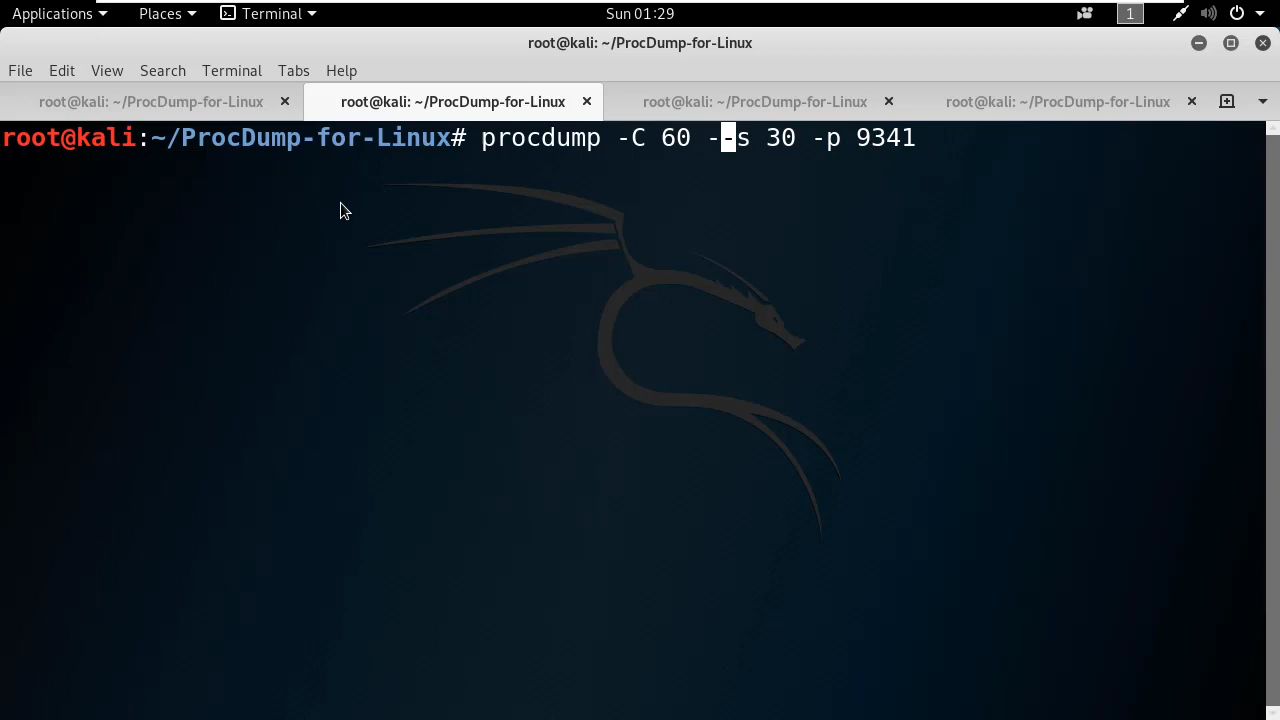 Applications Places Terminal Sun 01:29 1
root@kali: ~/ProcDump-for-Linux
File Edit View Search Terminal Tabs Help
root@kali: ~/ProcDump-for-Linux root@kali: ~/ProcDump-for-Linux root@kali: ~/ProcDump-for-Linux root@kali: ~/ProcDump-for-Linux
root@kali:~/ProcDump-for-Linux# procdump -C 60 --s 30 -p 9341